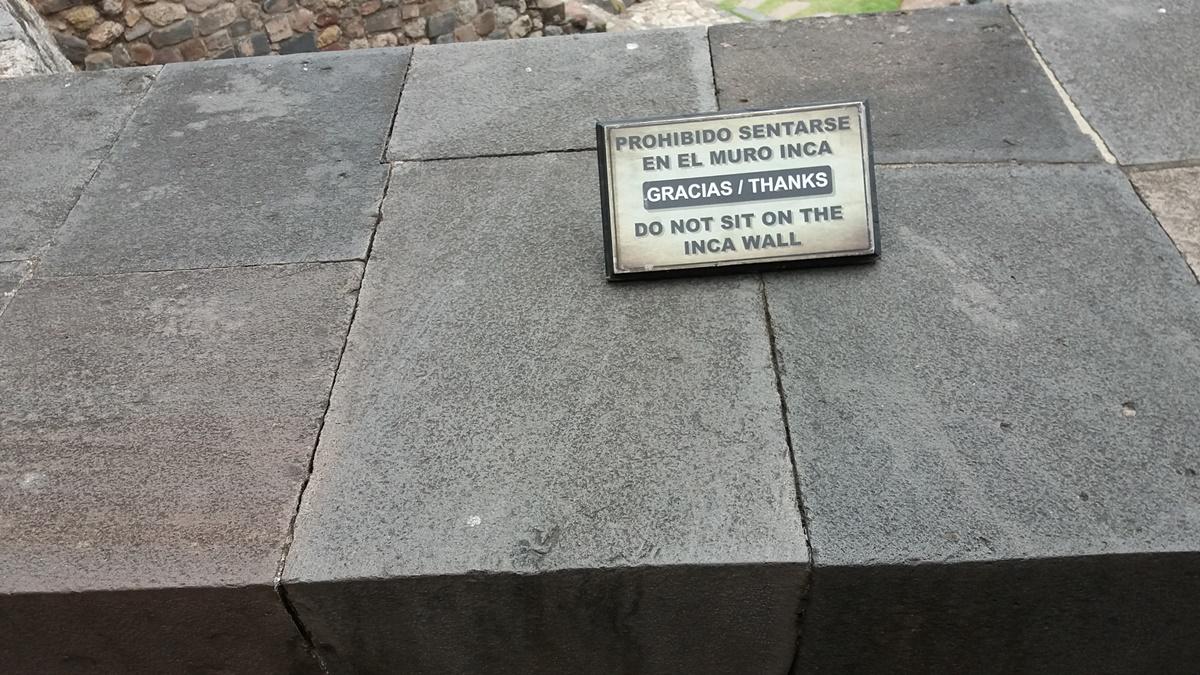 PROHIBIDO SENTARSE
EN EL MURO INCA
GRACIAS / THANKS
DO NOT SIT ON THE
INCA WALL